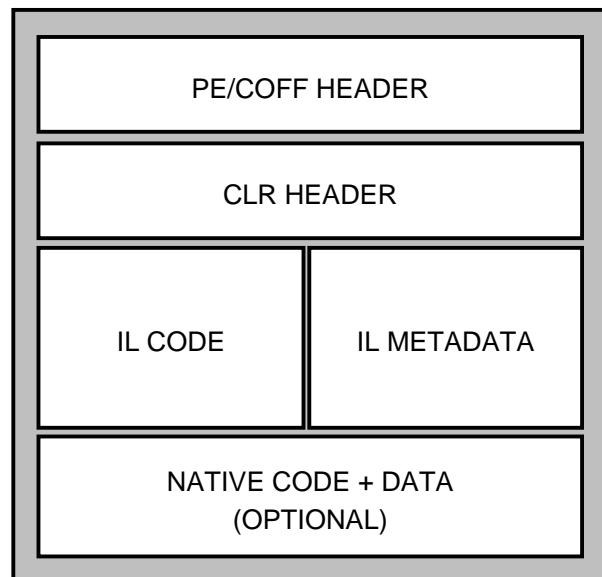 PE/COFF HEADER
CLR HEADER
IL CODE
IL METADATA
NATIVE CODE + DATA
(OPTIONAL)